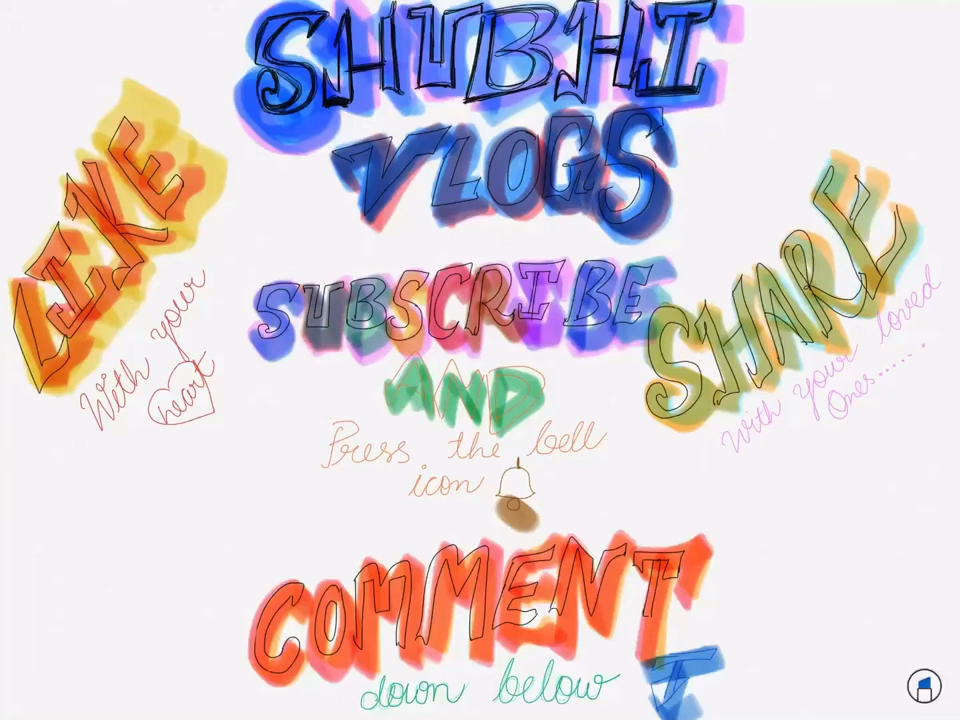 SHUBHI
VLOGS
LIKE
With your
heart
SUBSCRIBE
AND
Press the bell
icon
SHARE
With your loved
Ones......
COMMENT
down below